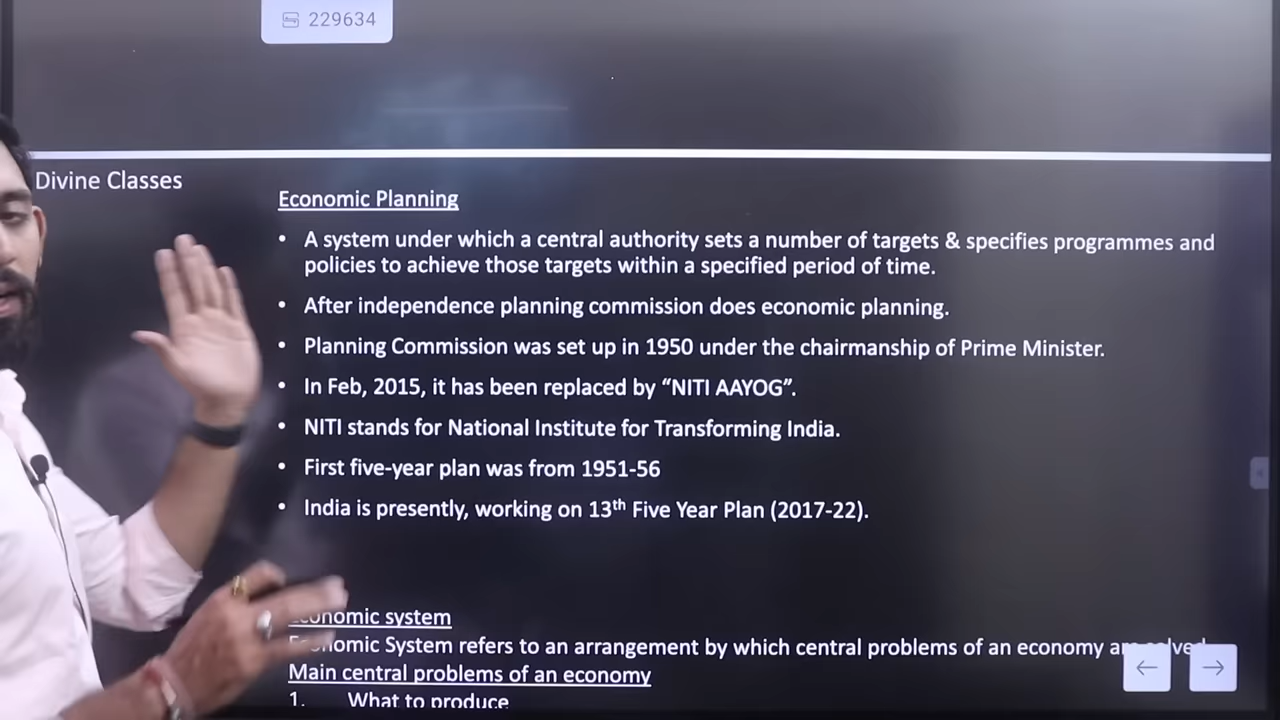 229634
Divine Classes
Economic Planning
• A system under which a central authority sets a number of targets & specifies programmes and
policies to achieve those targets within a specified period of time.
• After independence planning commission does economic planning.
• Planning Commission was set up in 1950 under the chairmanship of Prime Minister.
• In Feb, 2015, it has been replaced by “NITI AAYOG”.
• NITI stands for National Institute for Transforming India.
• First five-year plan was from 1951-56
• India is presently, working on 13th Five Year Plan (2017-22).
Economic system
Economic System refers to an arrangement by which central problems of an economy are solved
Main central problems of an economy
1. What to produce